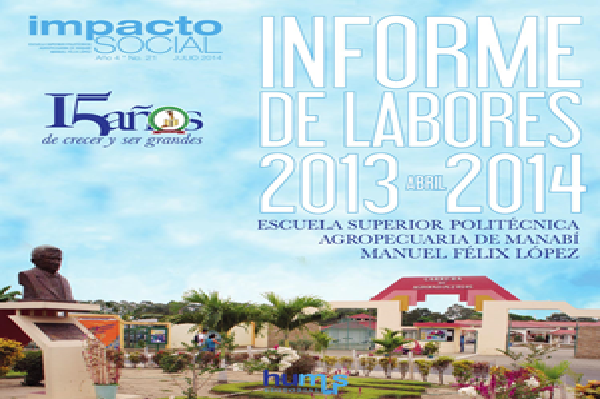 impacto
SOCIAL
Año 4 · No. 21 JULIO 2014
15 años
de crecer y ser grandes
INFORME
DE LABORES
2013 ABRIL 2014
ESCUELA SUPERIOR POLITÉCNICA
AGROPECUARIA DE MANABÍ
MANUEL FÉLIX LÓPEZ
humus